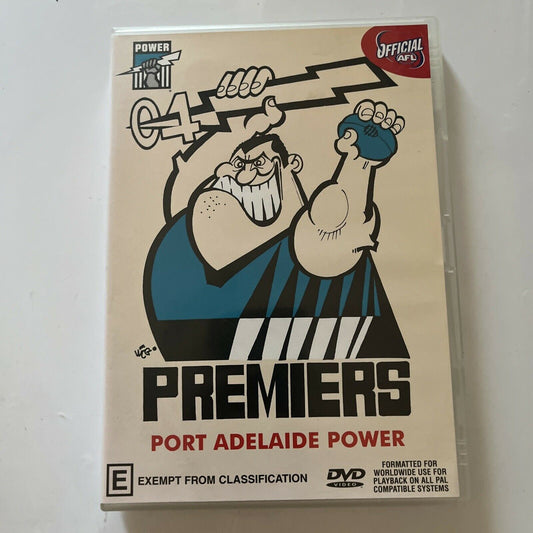 POWER
OFFICIAL
AFL
04
WEG
PREMIERS
PORT ADELAIDE POWER
E EXEMPT FROM CLASSIFICATION
DVD
VIDEO
FORMATTED FOR
WORLDWIDE USE FOR
PLAYBACK ON ALL PAL
COMPATIBLE SYSTEMS